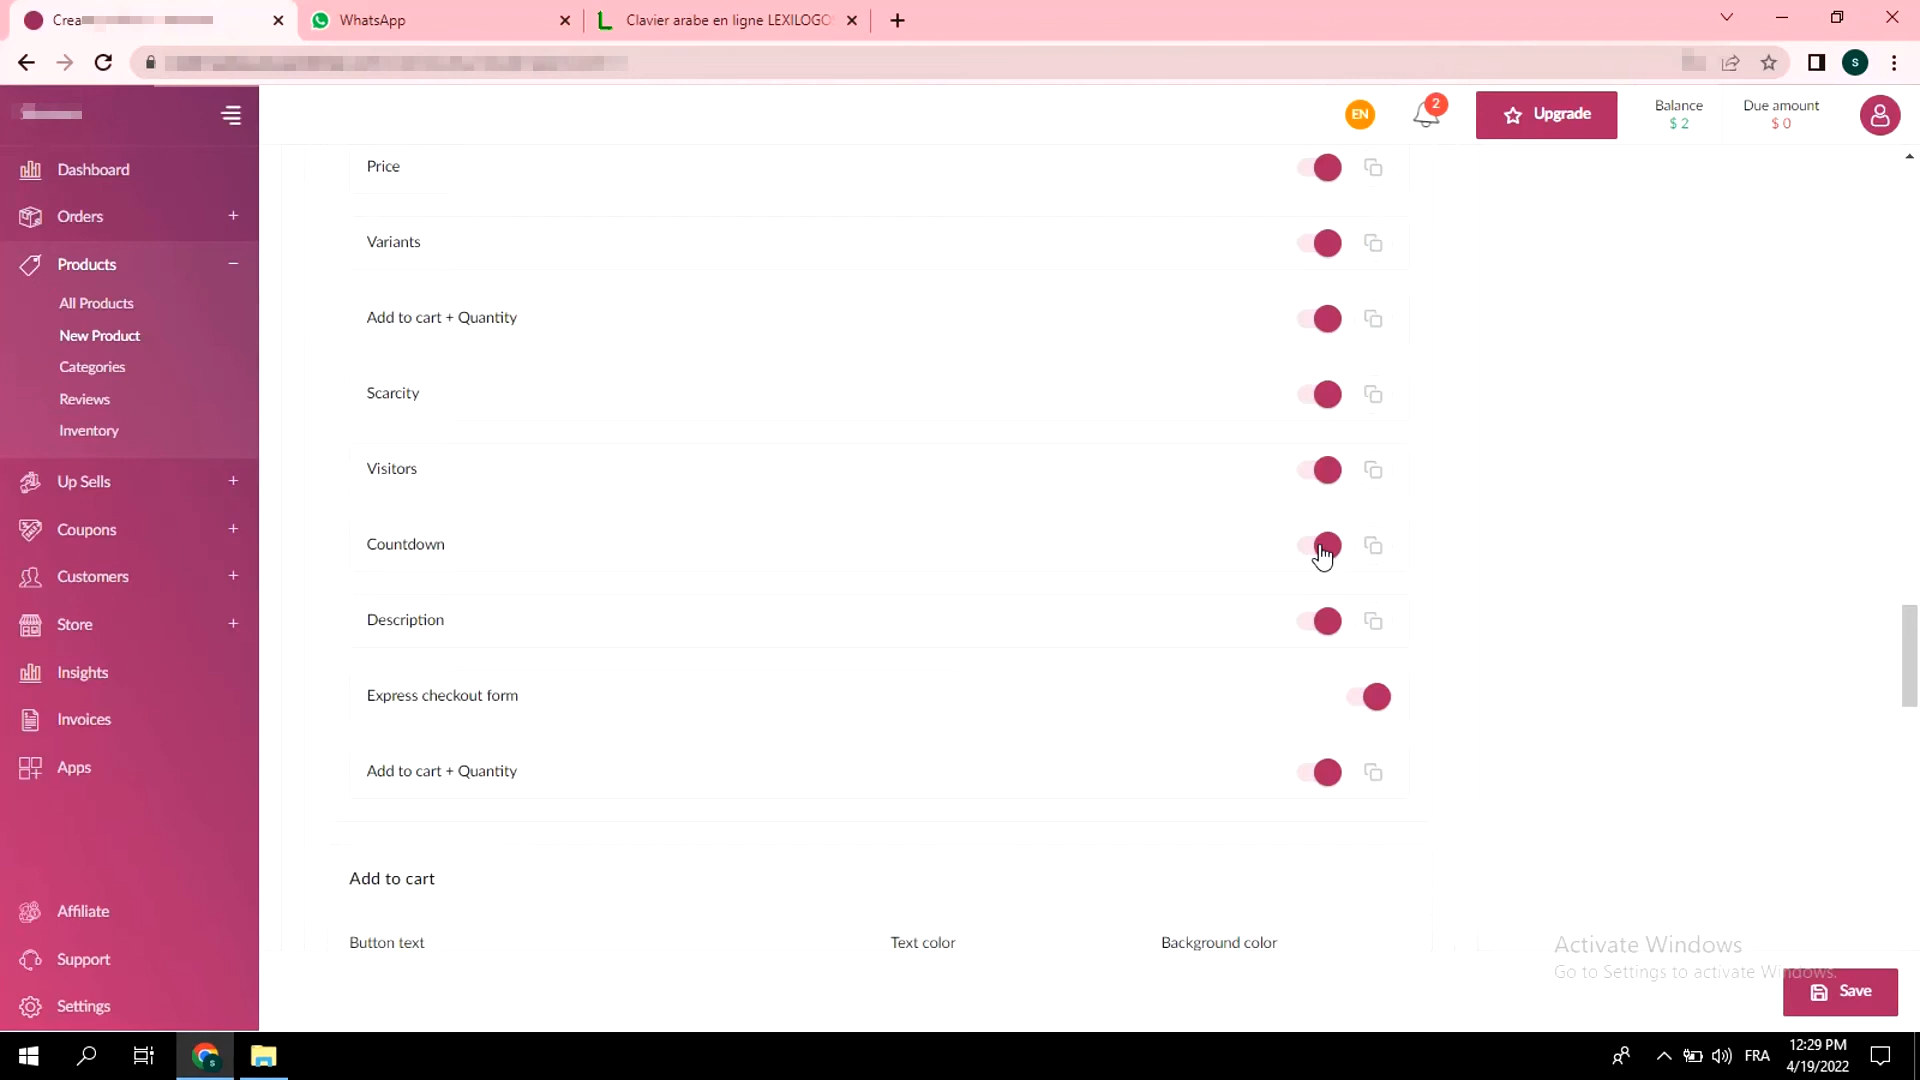 Crea
WhatsApp
Clavier arabe en ligne LEXILOGO
S
EN
2
Upgrade
Balance
$ 2
Due amount
$ 0
Dashboard
Orders
Products
All Products
New Product
Categories
Reviews
Inventory
Up Sells
Coupons
Customers
Store
Insights
Invoices
Apps
Affiliate
Support
Settings
Price
Variants
Add to cart + Quantity
Scarcity
Visitors
Countdown
Description
Express checkout form
Add to cart + Quantity
Add to cart
Button text
Text color
Background color
Activate Windows
Go to Settings to activate Windows.
Save
FRA
12:29 PM
4/19/2022